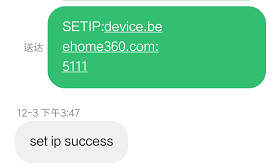 SETIP:device.be
送达
ehome360.com:
5111
12-3 下午3:47
set ip success